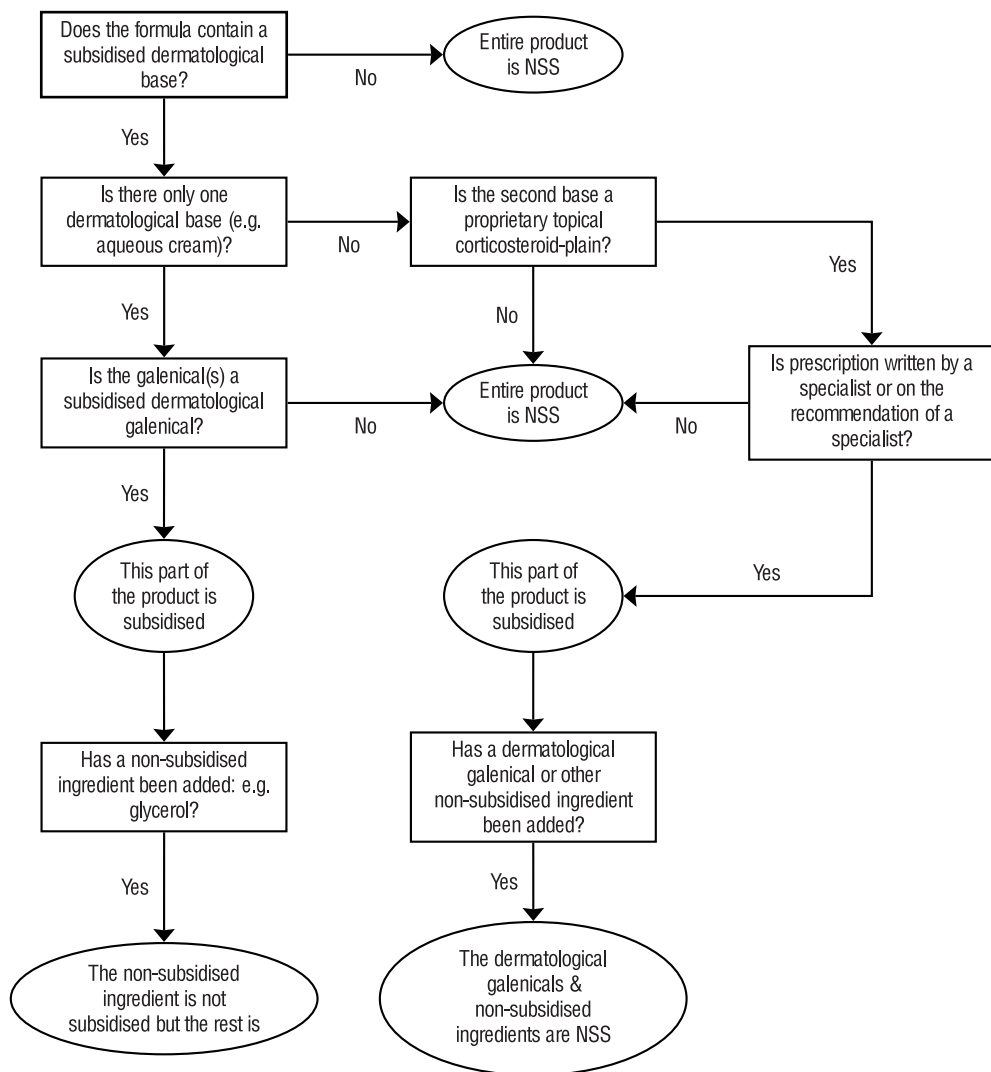 Does the formula contain a
subsidised dermatological
base?
No
Entire product
is NSS
Yes
Is there only one
dermatological base (e.g.
aqueous cream)?
No
Is the second base a
proprietary topical
corticosteroid-plain?
Yes
Yes
No
Is the galenical(s) a
subsidised dermatological
galenical?
No
Entire product
is NSS
No
Is prescription written by a
specialist or on the
recommendation of a
specialist?
Yes
Yes
This part of
the product is
subsidised
This part of
the product is
subsidised
Has a non-subsidised
ingredient been added: e.g.
glycerol?
Has a dermatological
galenical or other
non-subsidised ingredient
been added?
Yes
Yes
The non-subsidised
ingredient is not
subsidised but the rest is
The dermatological
galenicals &
non-subsidised
ingredients are NSS